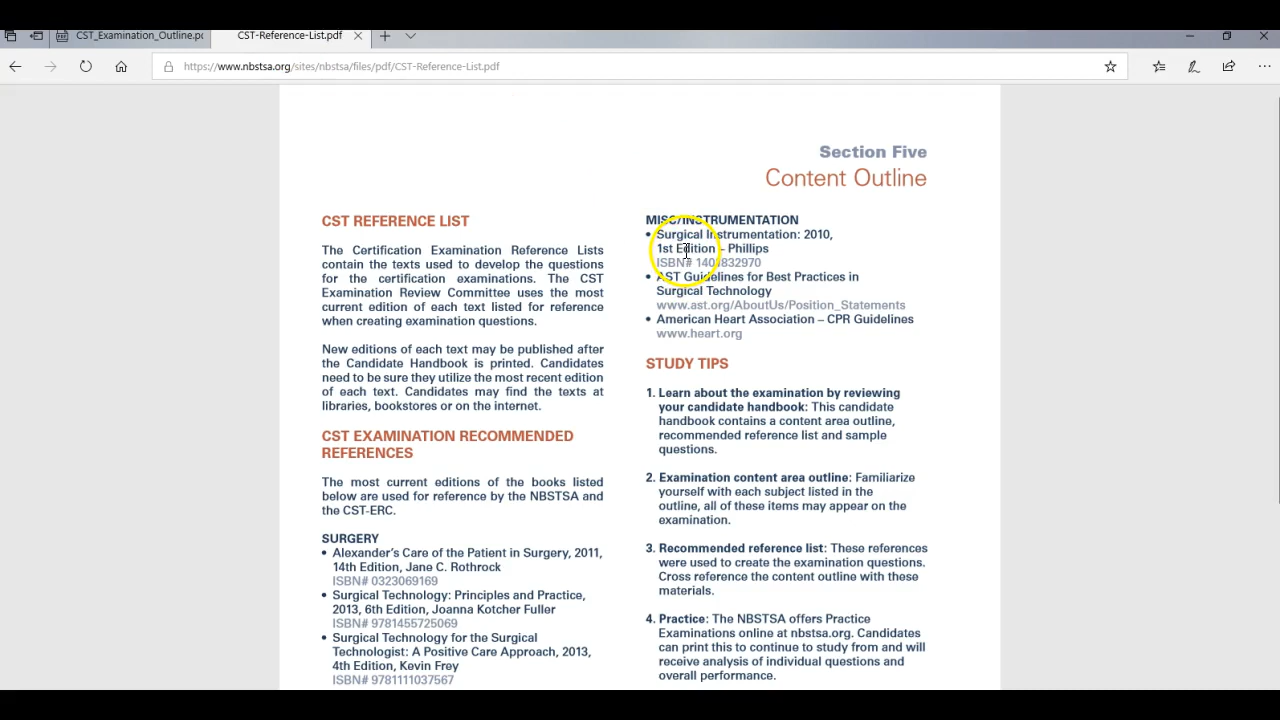 CST_Examination_Outline.pc
CST-Reference-List.pdf
https://www.nbstsa.org/sites/nbstsa/files/pdf/CST-Reference-List.pdf
Section Five
Content Outline
CST REFERENCE LIST
The Certification Examination Reference Lists
contain the texts used to develop the questions
for the certification examinations. The CST
Examination Review Committee uses the most
current edition of each text listed for reference
when creating examination questions.
New editions of each text may be published after
the Candidate Handbook is printed. Candidates
need to be sure they utilize the most recent edition
of each text. Candidates may find the texts at
libraries, bookstores or on the internet.
CST EXAMINATION RECOMMENDED
REFERENCES
The most current editions of the books listed
below are used for reference by the NBSTSA and
the CST-ERC.
SURGERY
• Alexander’s Care of the Patient in Surgery, 2011,
14th Edition, Jane C. Rothrock
ISBN# 0323069169
• Surgical Technology: Principles and Practice,
2013, 6th Edition, Joanna Kotcher Fuller
ISBN# 9781455725069
• Surgical Technology for the Surgical
Technologist: A Positive Care Approach, 2013,
4th Edition, Kevin Frey
ISBN# 9781111037567
MISC/INSTRUMENTATION
• Surgical Instrumentation: 2010,
1st Edition – Phillips
ISBN#
• AST Guidelines for Best Practices in
Surgical Technology
www.ast.org/AboutUs/Position_Statements
• American Heart Association – CPR Guidelines
www.heart.org
STUDY TIPS
1. Learn about the examination by reviewing
your candidate handbook: This candidate
handbook contains a content area outline,
recommended reference list and sample
questions.
2. Examination content area outline: Familiarize
yourself with each subject listed in the
outline, all of these items may appear on the
examination.
3. Recommended reference list: These references
were used to create the examination questions.
Cross reference the content outline with these
materials.
4. Practice: The NBSTSA offers Practice
Examinations online at nbstsa.org. Candidates
can print this to continue to study from and will
receive analysis of individual questions and
overall performance.